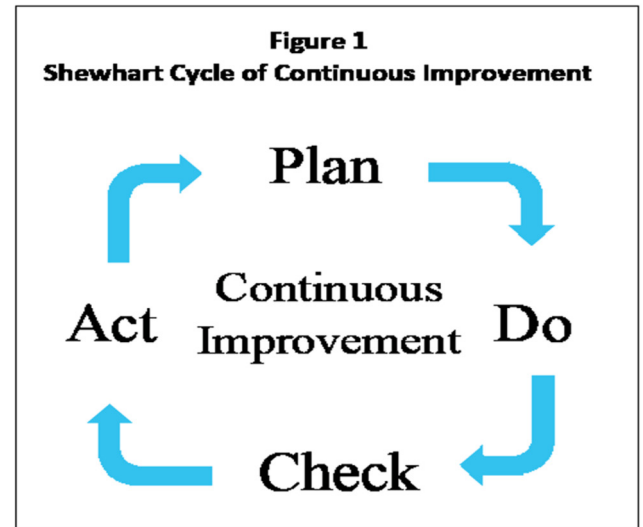 Figure 1
Shewhart Cycle of Continuous Improvement
Plan
Act
Continuous
Improvement
Do
Check